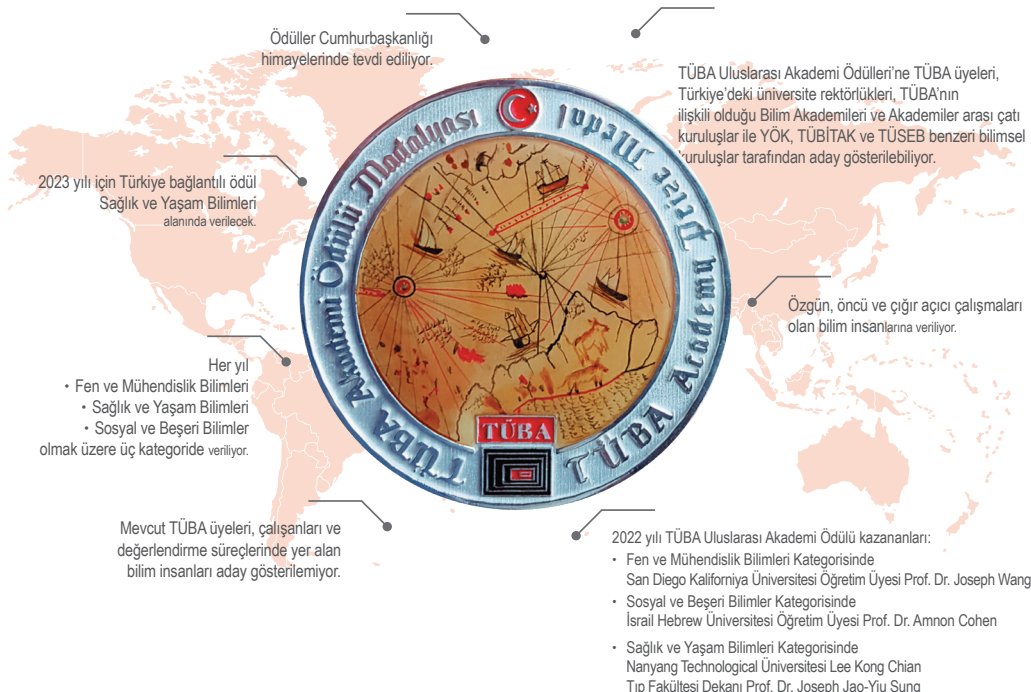 Ödüller Cumhurbaşkanlığı
himayelerinde tevdi ediliyor.
TÜBA Uluslarası Akademi Ödülleri'ne TÜBA üyeleri,
Türkiye'deki üniversite rektörlükleri, TÜBA'nın
ilişkili olduğu Bilim Akademileri ve Akademiler arası çatı
kuruluşlar ile YÖK, TÜBİTAK ve TÜSEB benzeri bilimsel
kuruluşlar tarafından aday gösterilebiliyor.
2023 yılı için Türkiye bağlantılı ödül
Sağlık ve Yaşam Bilimleri
alanında verilecek.
TÜBA Akademi Ödülü Madalyası
TÜBA Academy Prize Medal
TÜBA
Özgün, öncü ve çığır açıcı çalışmaları
olan bilim insanlarına veriliyor.
Her yıl
• Fen ve Mühendislik Bilimleri
• Sağlık ve Yaşam Bilimleri
• Sosyal ve Beşeri Bilimler
olmak üzere üç kategoride veriliyor.
Mevcut TÜBA üyeleri, çalışanları ve
değerlendirme süreçlerinde yer alan
bilim insanları aday gösterilemiyor.
2022 yılı TÜBA Uluslarası Akademi Ödülü kazananları:
• Fen ve Mühendislik Bilimleri Kategorisinde
San Diego Kaliforniya Üniversitesi Öğretim Üyesi Prof. Dr. Joseph Wang
• Sosyal ve Beşeri Bilimler Kategorisinde
İsrail Hebrew Üniversitesi Öğretim Üyesi Prof. Dr. Amnon Cohen
• Sağlık ve Yaşam Bilimleri Kategorisinde
Nanyang Technological Üniversitesi Lee Kong Chian
Tıp Fakültesi Dekanı Prof. Dr. Joseph Jao-Yiu Sung